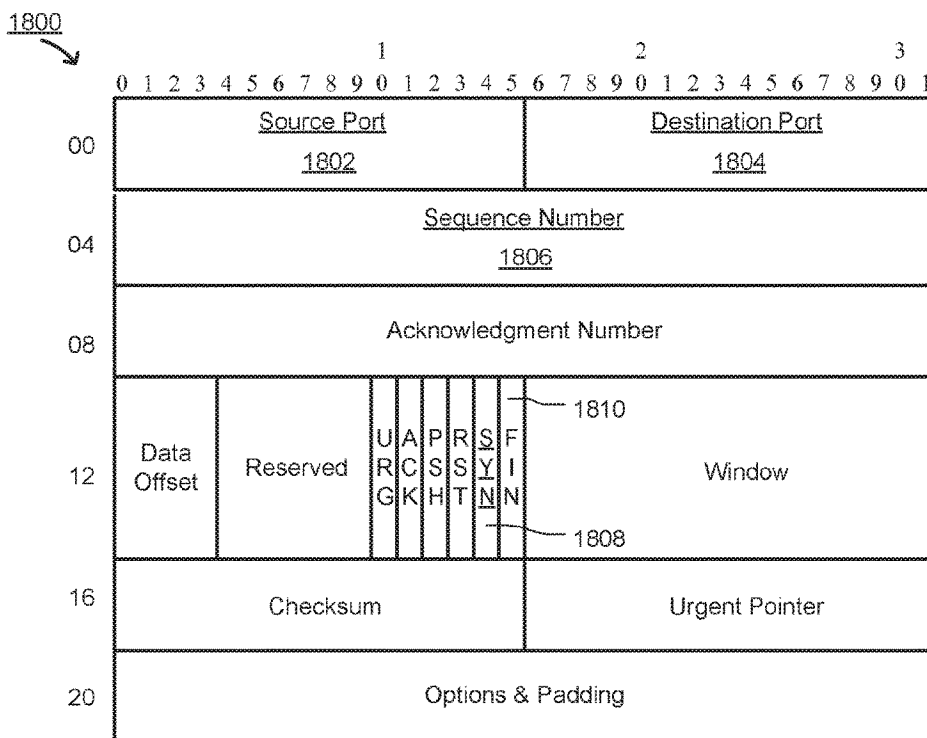 1800
1 2 3
0 1 2 3 4 5 6 7 8 9 0 1 2 3 4 5 6 7 8 9 0 1 2 3 4 5 6 7 8 9 0 1
00
Source Port
1802
Destination Port
1804
04
Sequence Number
1806
08
Acknowledgment Number
12
Data
Offset
Reserved
URG
ACK
PSH
RST
SYN
FIN
1810
1808
Window
16
Checksum
Urgent Pointer
20
Options & Padding